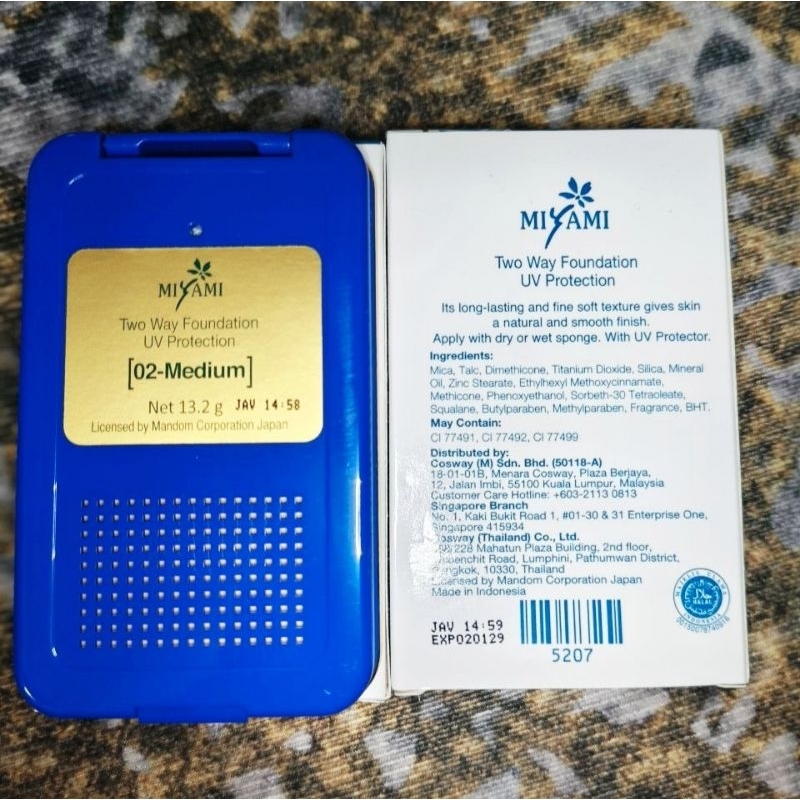 MIYAMI
Two Way Foundation
UV Protection
[02-Medium]
Net 13.2 g JAV 14:58
Licensed by Mandom Corporation Japan
MIYAMI
Two Way Foundation
UV Protection
Its long-lasting and fine soft texture gives skin
a natural and smooth finish.
Apply with dry or wet sponge. With UV Protector.
Ingredients:
Mica, Talc, Dimethicone, Titanium Dioxide, Silica, Mineral
Oil, Zinc Stearate, Ethylhexyl Methoxycinnamate,
Methicone, Phenoxyethanol, Sorbeth-30 Tetraoleate,
Squalane, Butylparaben, Methylparaben, Fragrance, BHT.
May Contain:
CI 77491, CI 77492, CI 77499
Distributed by:
Cosway (M) Sdn. Bhd. (50118-A)
18-01-01B, Menara Cosway, Plaza Berjaya,
12, Jalan Imbi, 55100 Kuala Lumpur, Malaysia
Customer Care Hotline: +603-2113 0813
Singapore Branch
No. 1, Kaki Bukit Road 1, #01-30 & 31 Enterprise One,
Singapore 415934
Cosway (Thailand) Co., Ltd.
Mahatun Plaza Building, 2nd floor,
Road, Lumphini, Pathumwan District,
Bangkok, 10330, Thailand
Licensed by Mandom Corporation Japan
Made in Indonesia
JAV 14:59
EXP020129
5207
MAJELIS ULAMA
HALAL
INDONESIA